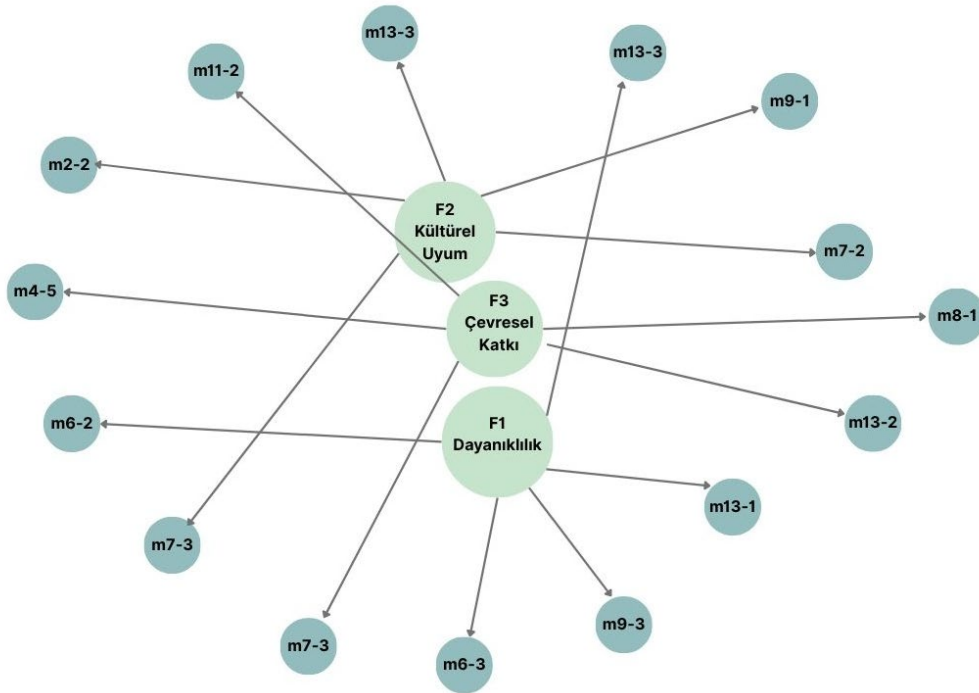 m13-3
m13-3
m11-2
m9-1
m2-2
F2
Kültürel
Uyum
m7-2
m4-5
F3
Çevresel
Katkı
m8-1
m6-2
F1
Dayanıklılık
m13-2
m13-1
m7-3
m9-3
m7-3
m6-3